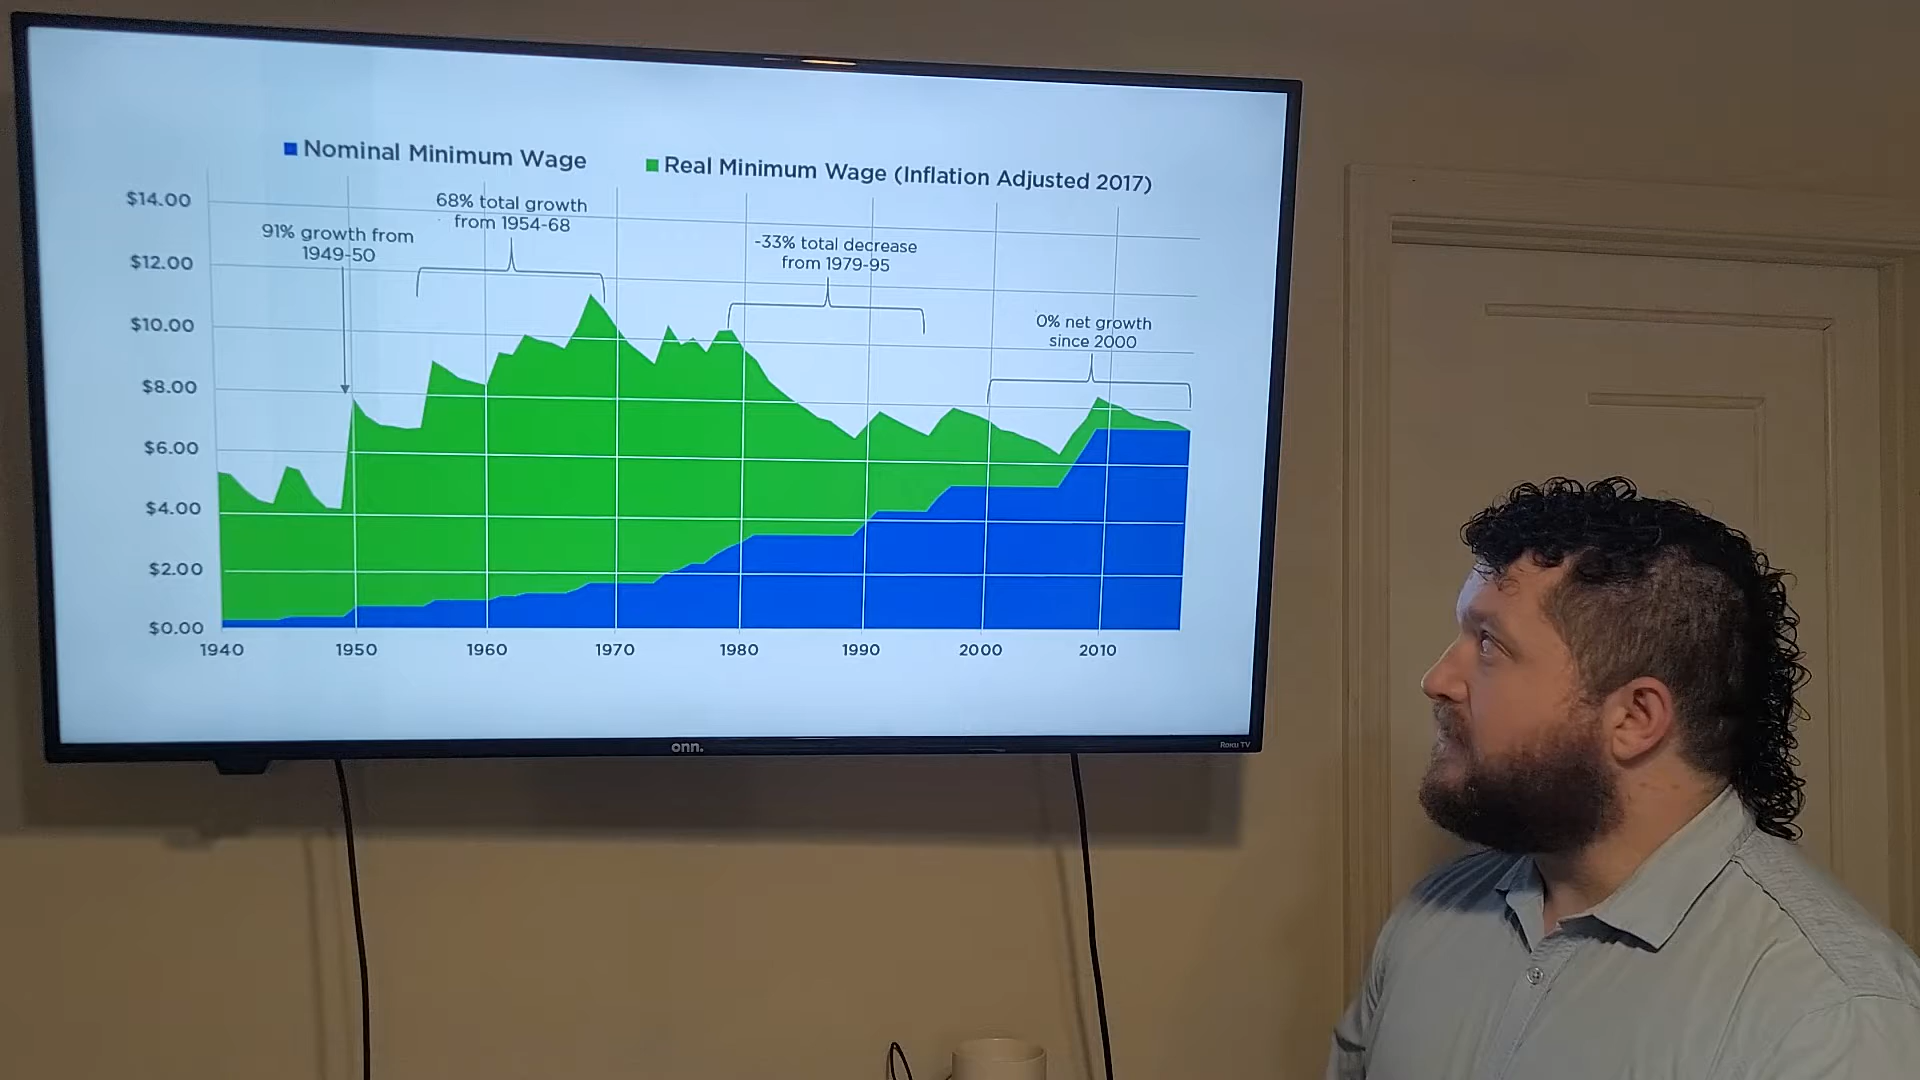 Nominal Minimum Wage
Real Minimum Wage (Inflation Adjusted 2017)
$14.00
$12.00
$10.00
$8.00
$6.00
$4.00
$2.00
$0.00
91% growth from
1949-50
68% total growth
from 1954-68
-33% total decrease
from 1979-95
0% net growth
since 2000
1940
1950
1960
1970
1980
1990
2000
2010
onn.
Roku TV